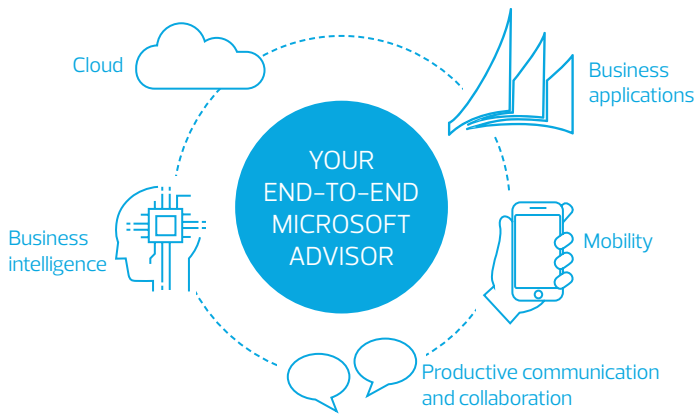 Cloud
Business
applications
YOUR
END-TO-END
MICROSOFT
ADVISOR
Business
intelligence
Mobility
Productive communication
and collaboration